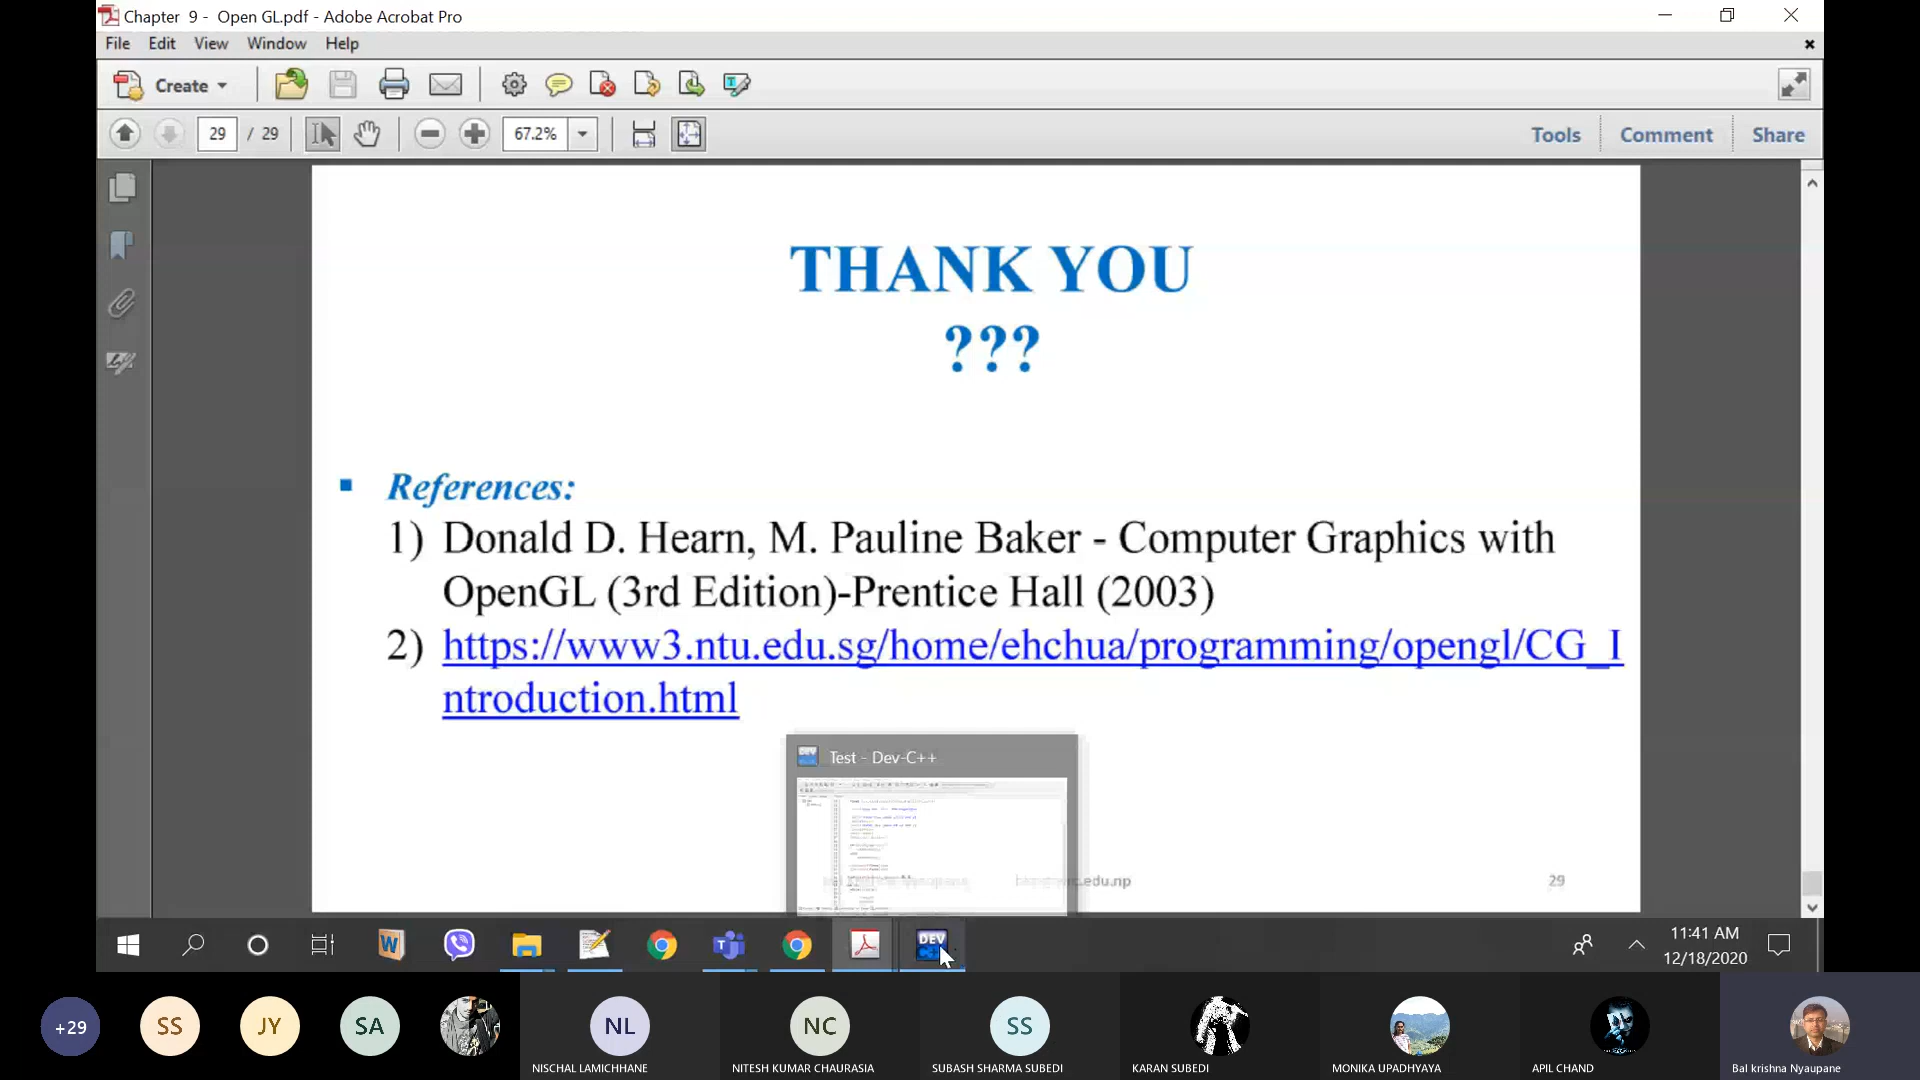 Chapter 9 - Open GL.pdf - Adobe Acrobat Pro
File Edit View Window Help
Create
29 / 29 67.2% Tools Comment Share
THANK YOU
???
References:
1) Donald D. Hearn, M. Pauline Baker - Computer Graphics with
OpenGL (3rd Edition)-Prentice Hall (2003)
2) https://www3.ntu.edu.sg/home/ehchua/programming/opengl/CG_I
ntroduction.html
DEV Test - Dev-C++
.edu.np 29
DEV
11:41 AM
12/18/2020
+29 SS JY SA NL NC SS
NISCHAL LAMICHHANE NITESH KUMAR CHAURASIA SUBASH SHARMA SUBEDI KARAN SUBEDI MONIKA UPADHYAYA APIL CHAND Bal krishna Nyaupane